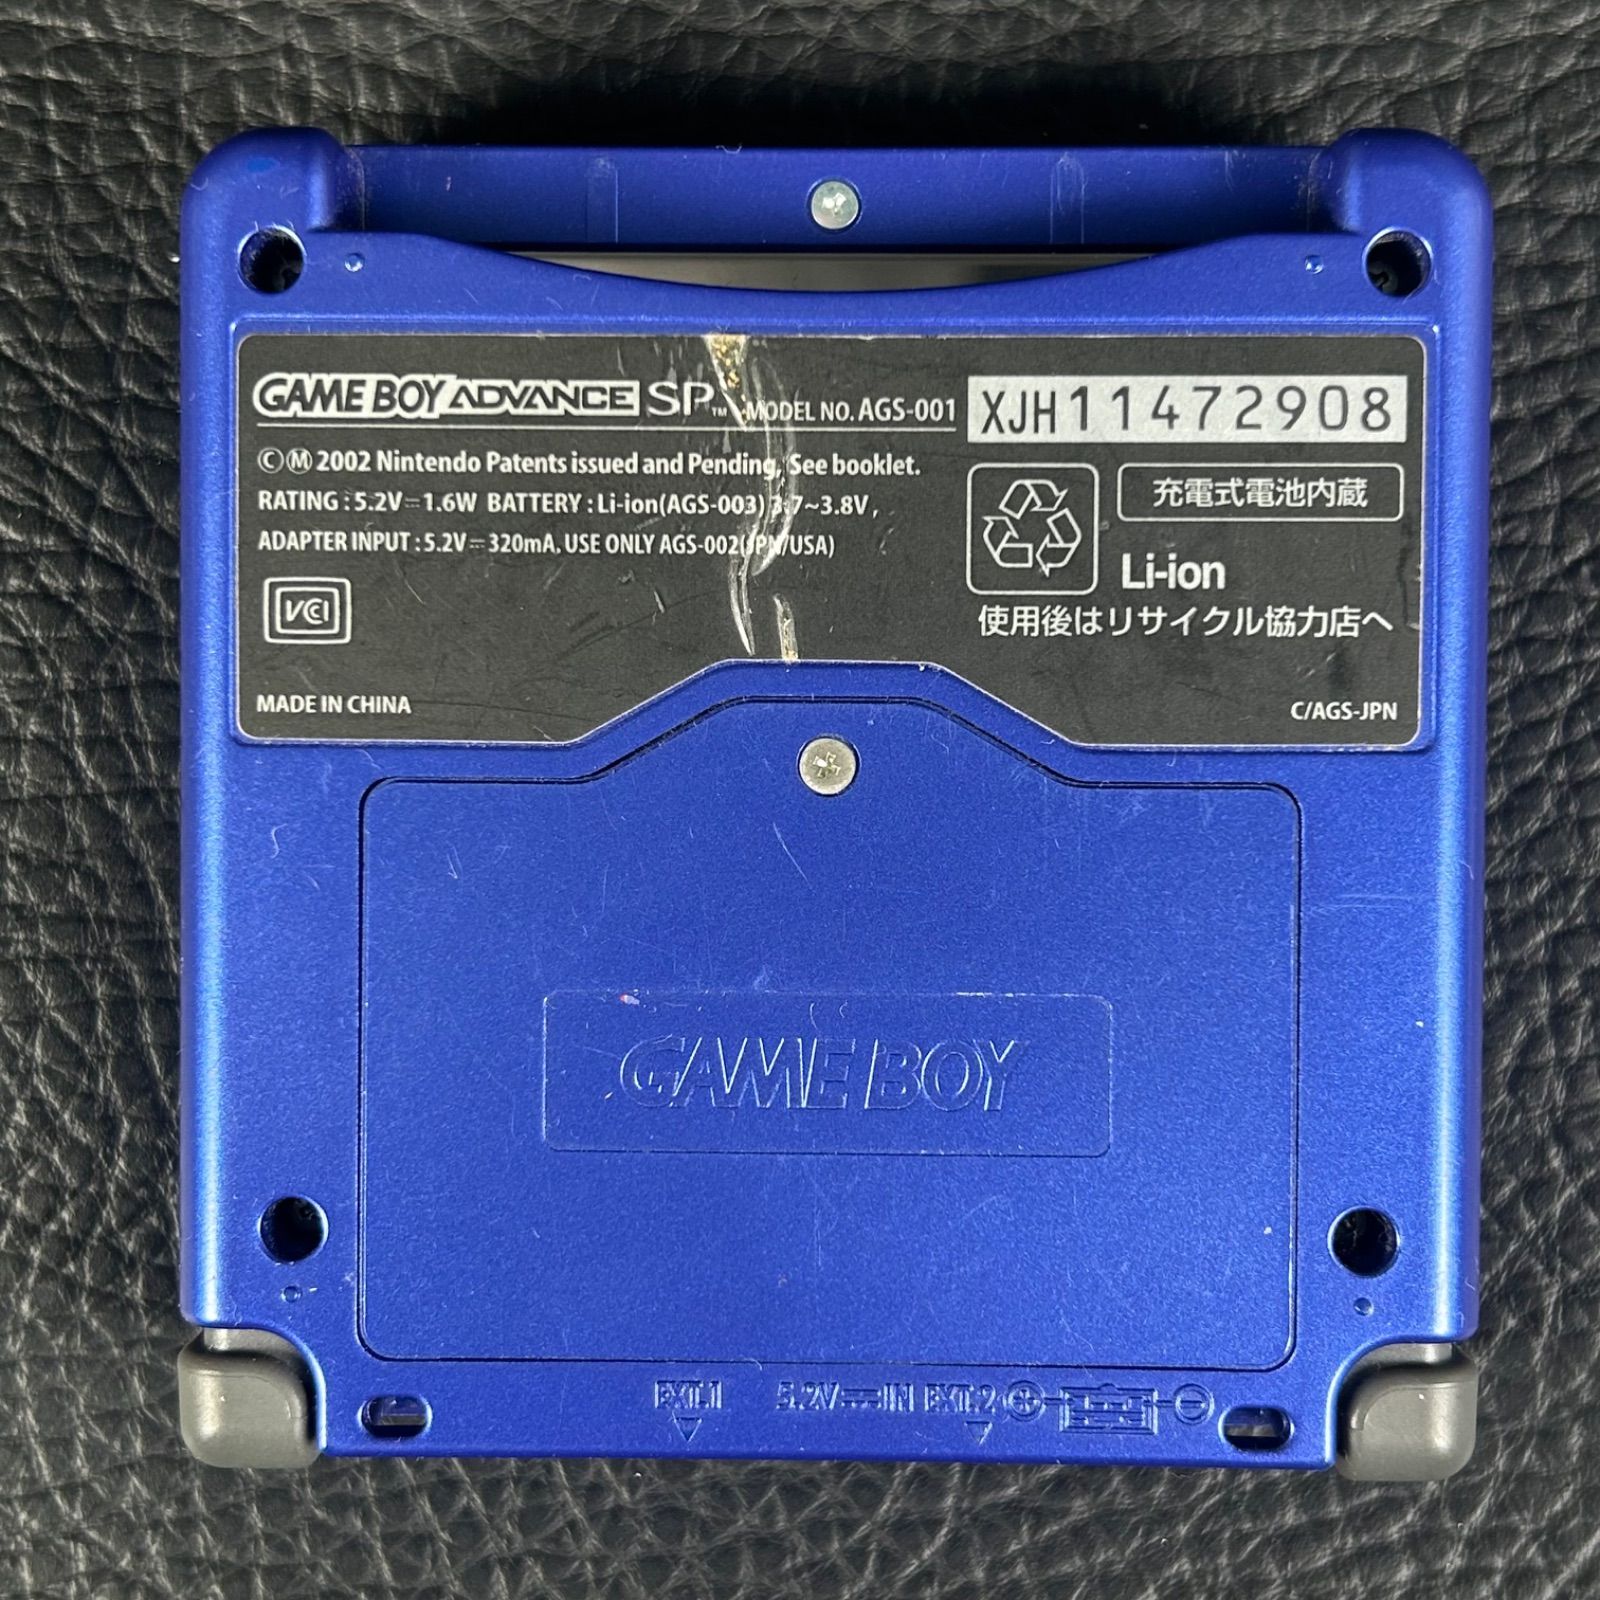 GAME BOY ADVANCE SP™ MODEL NO. AGS-001
XJH11472908
ⒸⓂ 2002 Nintendo Patents issued and Pending, See booklet.
RATING : 5.2V⎓1.6W BATTERY : Li-ion(AGS-003) 3.7~3.8V,
ADAPTER INPUT : 5.2V⎓320mA, USE ONLY AGS-002(JPN/USA)
VCCI
MADE IN CHINA
充電式電池内蔵
Li-ion
使用後はリサイクル協力店へ
C/AGS-JPN
GAME BOY
EXT.1 5.2V⎓IN EXT.2